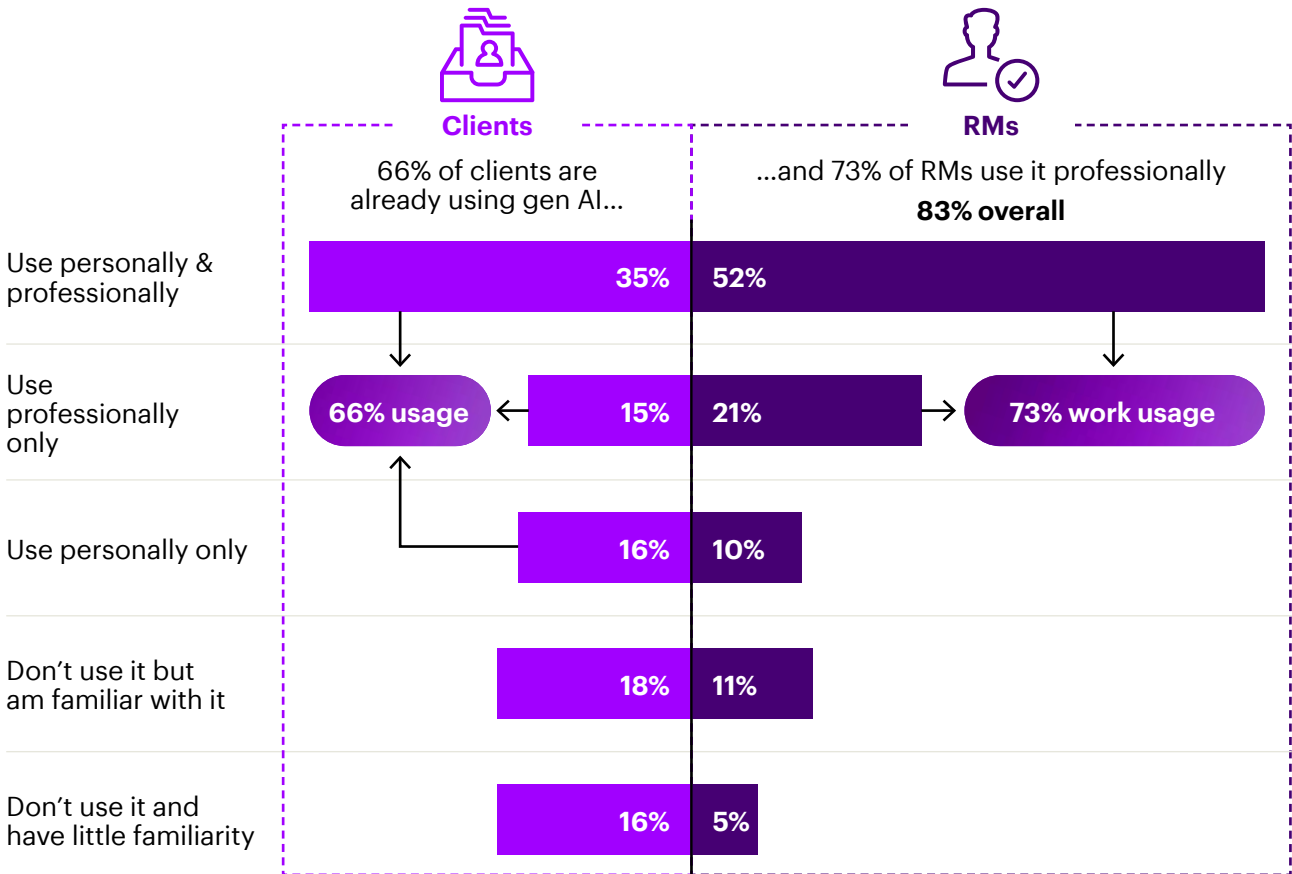 Clients
RMs
66% of clients are
already using gen AI...
...and 73% of RMs use it professionally
83% overall
Use personally &
professionally
35%
52%
Use
professionally
only
66% usage
15%
21%
73% work usage
Use personally only
16%
10%
Don’t use it but
am familiar with it
18%
11%
Don’t use it and
have little familiarity
16%
5%